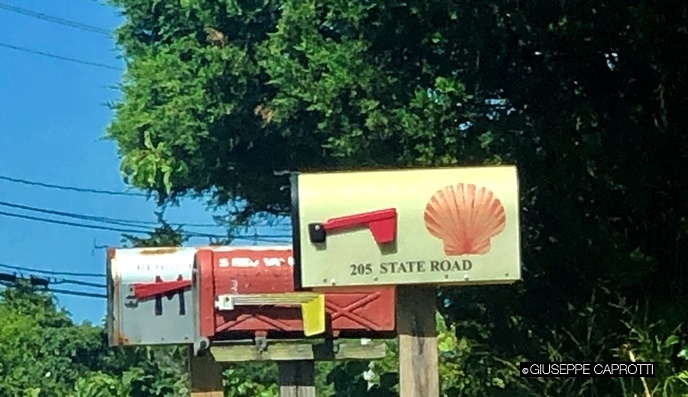 205 STATE ROAD
M
©GIUSEPPE CAPROTTI